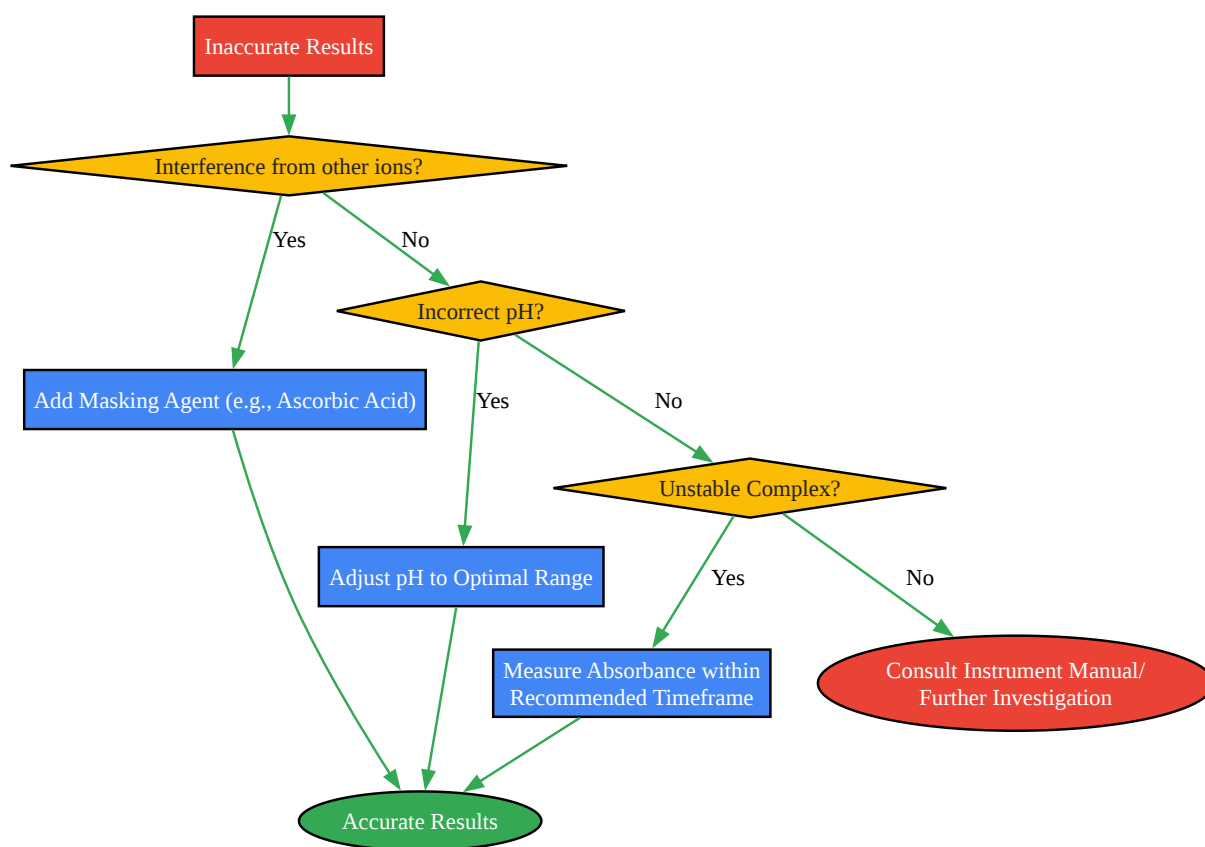 Inaccurate Results
Interference from other ions?
Yes
No
Incorrect pH?
Add Masking Agent (e.g., Ascorbic Acid)
Yes
No
Unstable Complex?
Adjust pH to Optimal Range
Yes
No
Measure Absorbance within
Recommended Timeframe
Consult Instrument Manual/
Further Investigation
Accurate Results